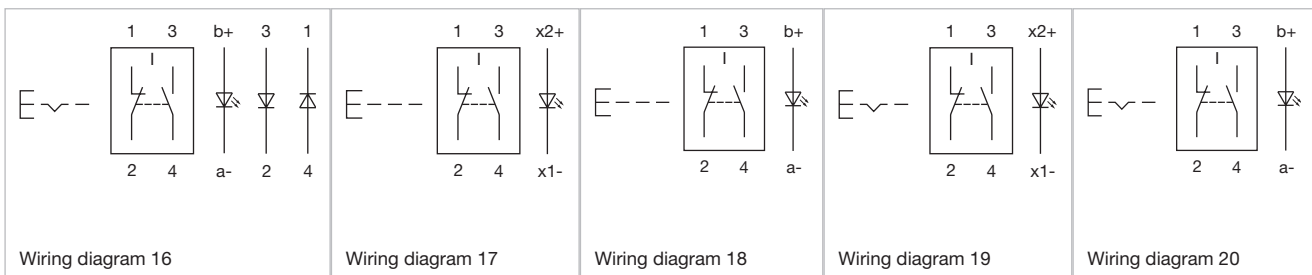 1 3 b+ 3 1
I
2 4 a- 2 4
Wiring diagram 16
1 3 x2+
I
2 4 x1-
Wiring diagram 17
1 3 b+
I
2 4 a-
Wiring diagram 18
1 3 x2+
I
2 4 x1-
Wiring diagram 19
1 3 b+
I
2 4 a-
Wiring diagram 20